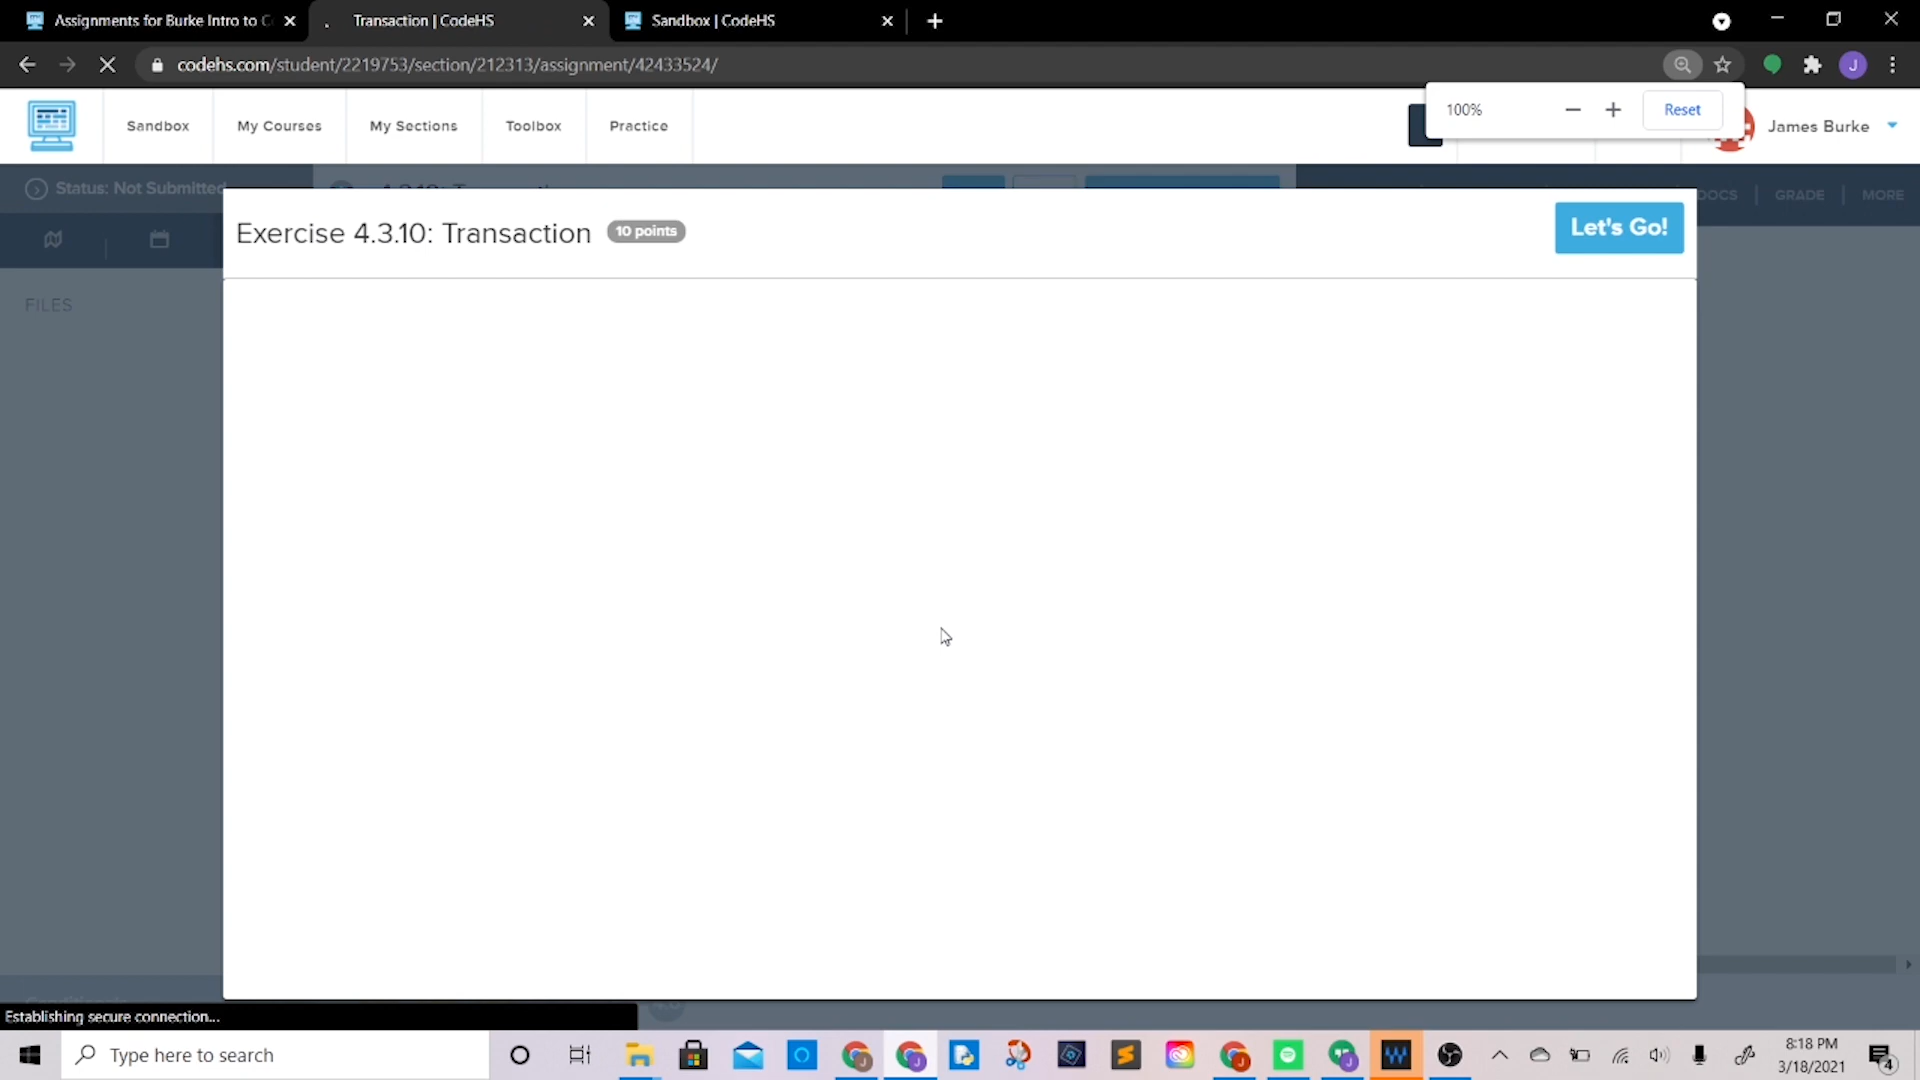 Assignments for Burke Intro to C
Transaction | CodeHS
Sandbox | CodeHS
codehs.com/student/2219753/section/212313/assignment/42433524/
J
100%
Reset
Sandbox
My Courses
My Sections
Toolbox
Practice
James Burke
Status: Not Submitted
DOCS
GRADE
MORE
Exercise 4.3.10: Transaction
10 points
Let's Go!
FILES
Establishing secure connection...
Type here to search
8:18 PM
3/18/2021
4